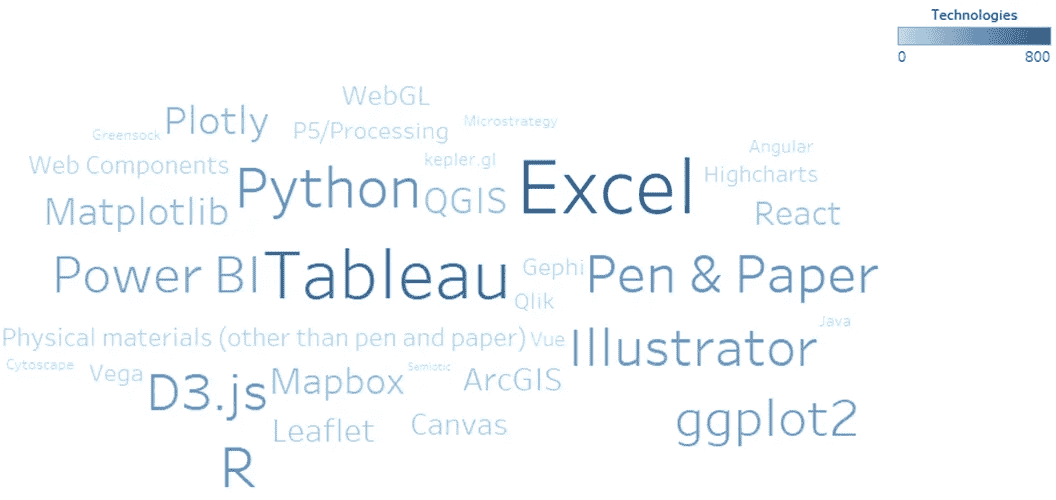 Technologies
0 800
WebGL
Plotly
Greensock
P5/Processing
Microstrategy
Angular
Web Components
kepler.gl
Highcharts
Python
QGIS
Excel
Matplotlib
React
Power BI
Tableau
Gephi
Pen & Paper
Qlik
Physical materials (other than pen and paper)
Vue
Java
Illustrator
Cytoscape
Vega
Semiotic
D3.js
Mapbox
ArcGIS
Leaflet
Canvas
ggplot2
R